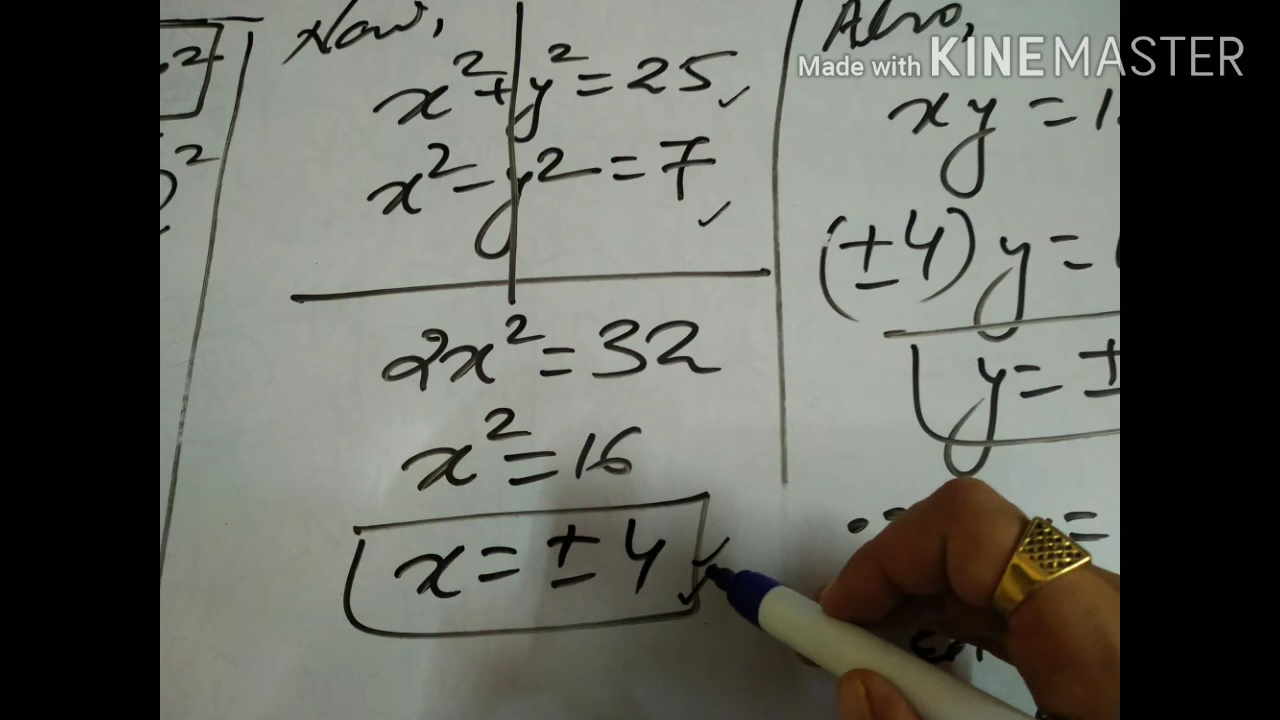 Now,
x² + y² = 25
x² - y² = 7
2x² = 32
x² = 16
x = ± 4
Also,
Made with KINEMASTER
xy = 1
(±4) y =
y = ±